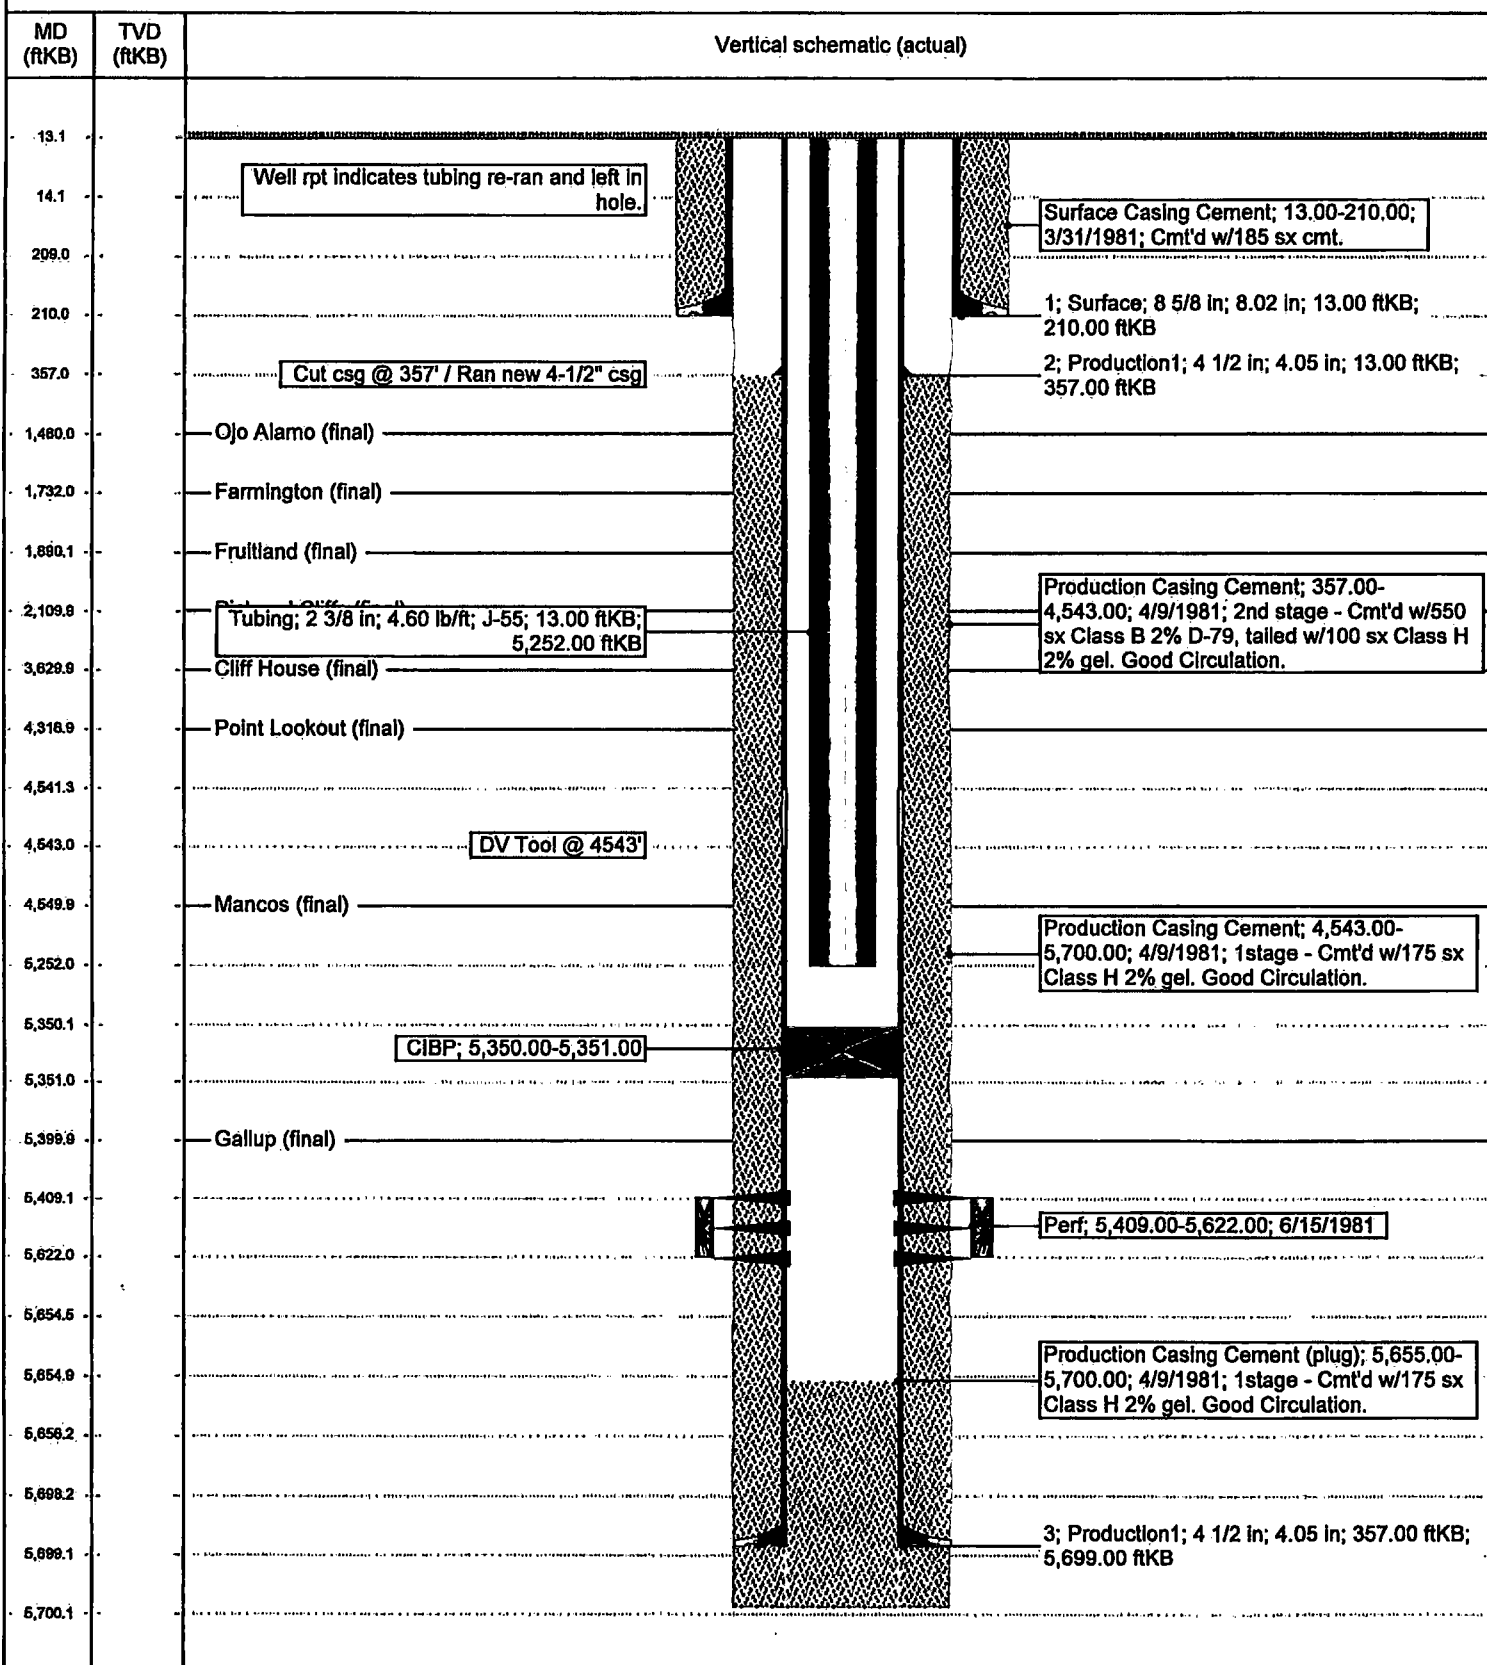 MD (ftKB)
TVD (ftKB)
Vertical schematic (actual)
13.1
Well rpt indicates tubing re-ran and left in
hole.
14.1
Surface Casing Cement; 13.00-210.00;
3/31/1981; Cmt'd w/185 sx cmt.
209.0
210.0
1; Surface; 8 5/8 in; 8.02 in; 13.00 ftKB;
210.00 ftKB
357.0
Cut csg @ 357' / Ran new 4-1/2" csg
2; Production1; 4 1/2 in; 4.05 in; 13.00 ftKB;
357.00 ftKB
1,480.0
Ojo Alamo (final)
1,732.0
Farmington (final)
1,880.1
Fruitland (final)
2,109.8
Tubing; 2 3/8 in; 4.60 lb/ft; J-55; 13.00 ftKB;
5,252.00 ftKB
Production Casing Cement; 357.00-
4,543.00; 4/9/1981; 2nd stage - Cmt'd w/550
sx Class B 2% D-79, tailed w/100 sx Class H
2% gel. Good Circulation.
3,629.9
Cliff House (final)
4,318.9
Point Lookout (final)
4,541.3
4,543.0
DV Tool @ 4543'
4,549.9
Mancos (final)
Production Casing Cement; 4,543.00-
5,700.00; 4/9/1981; 1stage - Cmt'd w/175 sx
Class H 2% gel. Good Circulation.
5,252.0
5,350.1
CIBP; 5,350.00-5,351.00
5,351.0
5,399.9
Gallup (final)
5,409.1
Perf; 5,409.00-5,622.00; 6/15/1981
5,622.0
5,654.5
5,654.9
Production Casing Cement (plug); 5,655.00-
5,700.00; 4/9/1981; 1stage - Cmt'd w/175 sx
Class H 2% gel. Good Circulation.
5,656.2
5,698.2
5,699.1
3; Production1; 4 1/2 in; 4.05 in; 357.00 ftKB;
5,699.00 ftKB
5,700.1